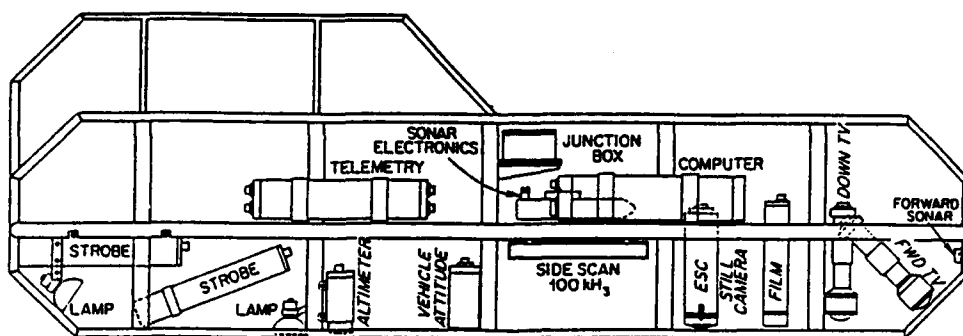 SONAR
ELECTRONICS
TELEMETRY
JUNCTION
BOX
COMPUTER
DOWN TV
FORWARD
SONAR
STROBE
STROBE
LAMP
LAMP
ALTIMETER
VEHICLE
ATTITUDE
SIDE SCAN
100 kH₃
ESC
STILL
CAMERA
FILM
FWD TV